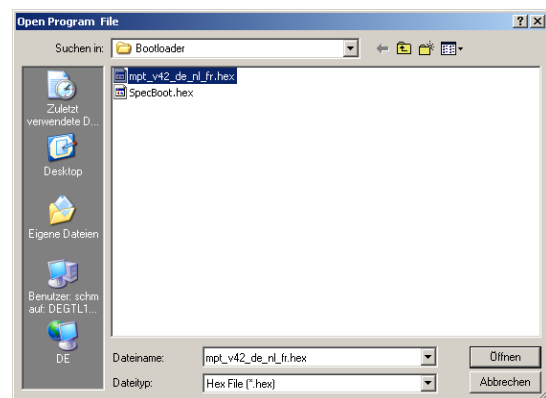 Open Program File
Suchen in:
Bootloader
mpt_v42_de_nl_fr.hex
SpecBoot.hex
Zuletzt
verwendete D...
Desktop
Eigene Dateien
Benutzer: schm
auf: DEGTL1...
DE
Dateiname:
mpt_v42_de_nl_fr.hex
Öffnen
Dateityp:
Hex File (*.hex)
Abbrechen